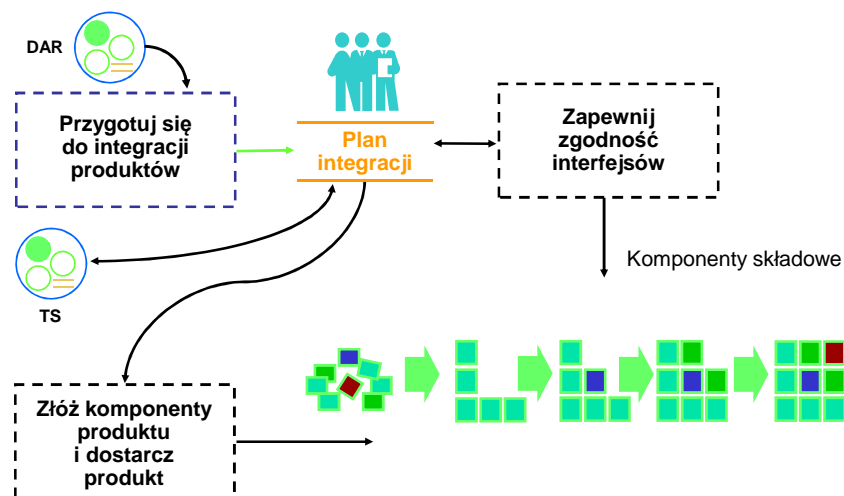 DAR
Przygotuj się
do integracji
produktów
Plan
integracji
Zapewnij
zgodność
interfejsów
Komponenty składowe
TS
Złóż komponenty
produktu
i dostarcz
produkt